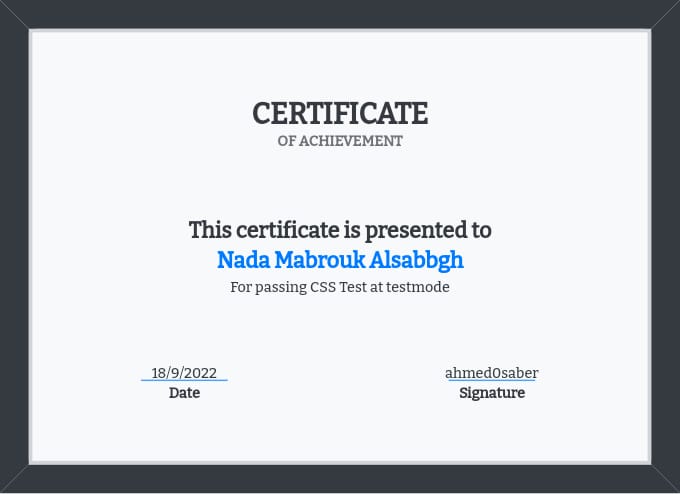 CERTIFICATE
OF ACHIEVEMENT
This certificate is presented to
Nada Mabrouk Alsabbgh
For passing CSS Test at testmode
18/9/2022
Date
ahmed0saber
Signature